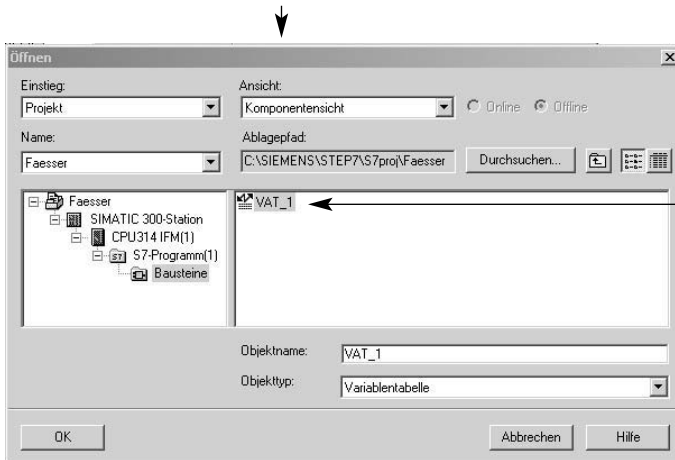 Öffnen
Einstieg:
Ansicht:
Projekt
Komponentensicht
Online
Offline
Name:
Ablagepfad:
Faesser
C:\SIEMENS\STEP7\S7proj\Faesser
Durchsuchen...
Faesser
SIMATIC 300-Station
CPU314 IFM(1)
S7-Programm(1)
Bausteine
VAT_1
Objektname:
VAT_1
Objekttyp:
Variablentabelle
OK
Abbrechen
Hilfe